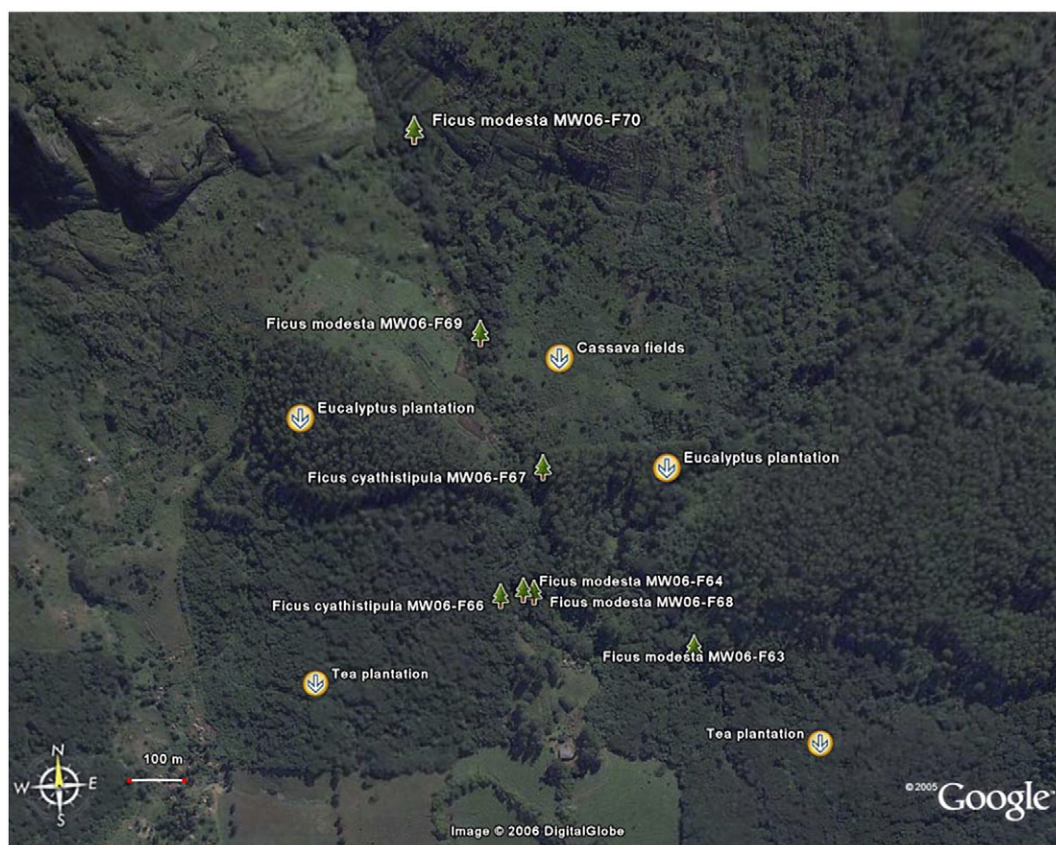 Ficus modesta MW06-F70
Ficus modesta MW06-F69
Cassava fields
Eucalyptus plantation
Eucalyptus plantation
Ficus cyathistipula MW06-F67
Ficus modesta MW06-F64
Ficus cyathistipula MW06-F66
Ficus modesta MW06-F68
Ficus modesta MW06-F63
Tea plantation
Tea plantation
N
W E
S
100 m
©2005 Google
Image © 2006 DigitalGlobe